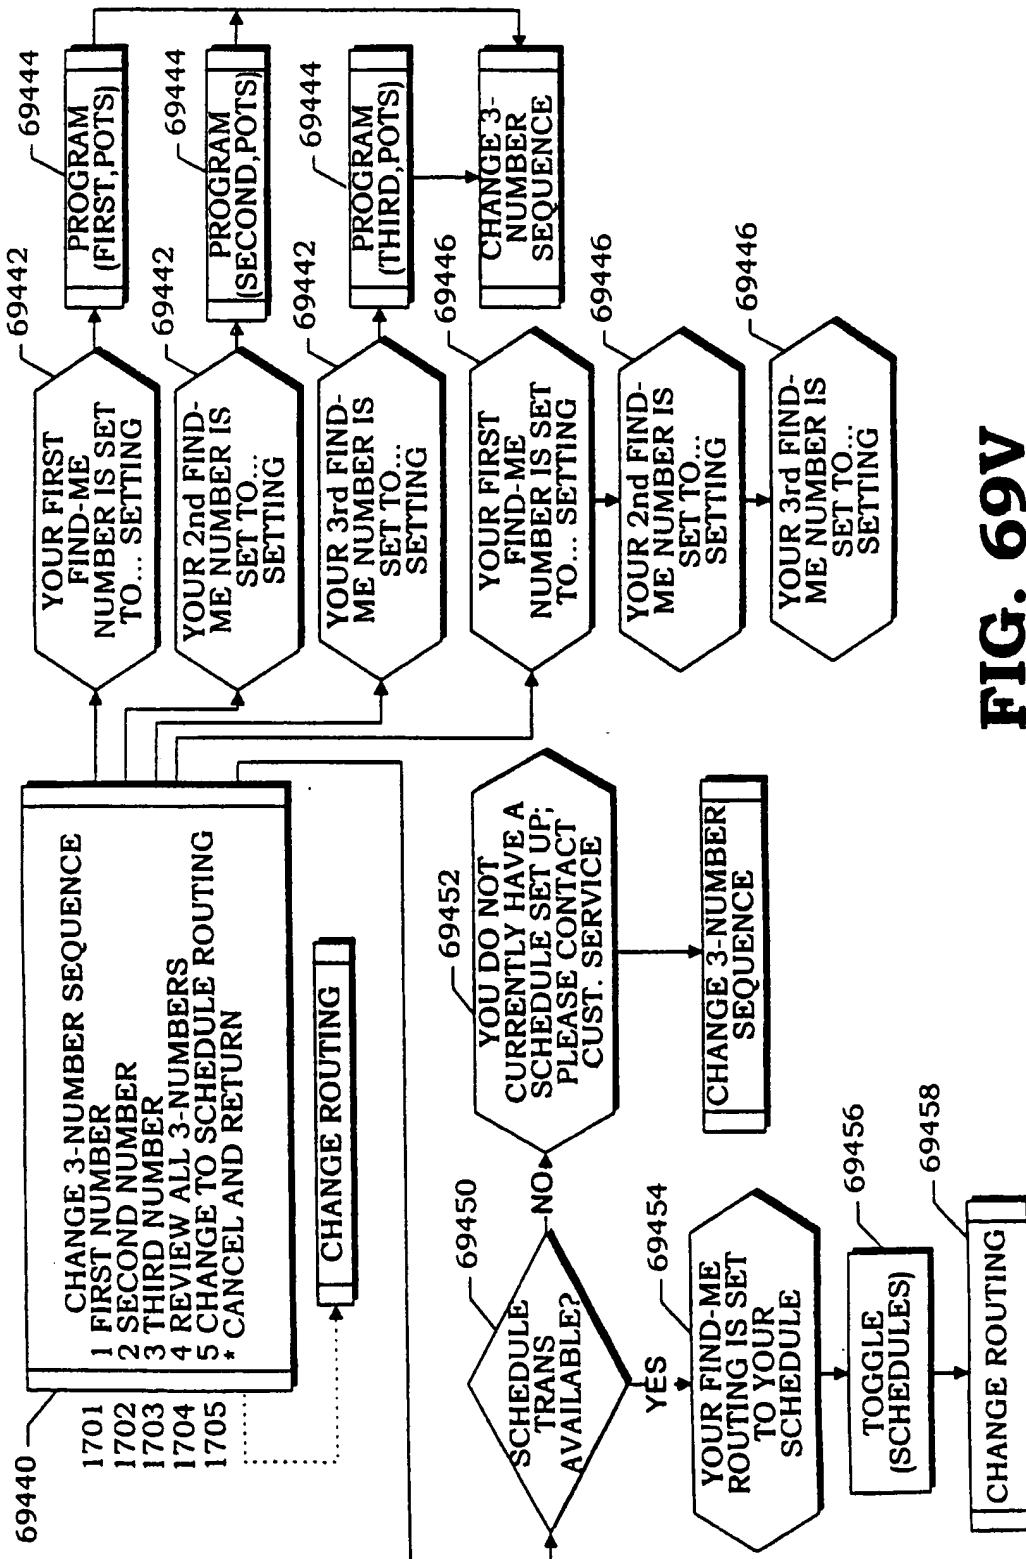 69440
CHANGE 3-NUMBER SEQUENCE
1701 1 FIRST NUMBER
1702 2 SECOND NUMBER
1703 3 THIRD NUMBER
1704 4 REVIEW ALL 3-NUMBERS
1705 5 CHANGE TO SCHEDULE ROUTING
* CANCEL AND RETURN
CHANGE ROUTING
69442
YOUR FIRST
FIND-ME
NUMBER IS SET
TO... SETTING
69444
PROGRAM
(FIRST,POTS)
69442
YOUR 2nd FIND-
ME NUMBER IS
SET TO...
SETTING
69444
PROGRAM
(SECOND,POTS)
69442
YOUR 3rd FIND-
ME NUMBER IS
SET TO...
SETTING
69444
PROGRAM
(THIRD,POTS)
69446
YOUR FIRST
FIND-ME
NUMBER IS SET
TO... SETTING
CHANGE 3-
NUMBER
SEQUENCE
69446
YOUR 2nd FIND-
ME NUMBER IS
SET TO...
SETTING
69446
YOUR 3rd FIND-
ME NUMBER IS
SET TO...
SETTING
69450
SCHEDULE
TRANS
AVAILABLE?
NO
YES
69452
YOU DO NOT
CURRENTLY HAVE A
SCHEDULE SET UP;
PLEASE CONTACT
CUST. SERVICE
CHANGE 3-NUMBER
SEQUENCE
69454
YOUR FIND-ME
ROUTING IS SET
TO YOUR
SCHEDULE
69456
TOGGLE
(SCHEDULES)
69458
CHANGE ROUTING
FIG. 69V